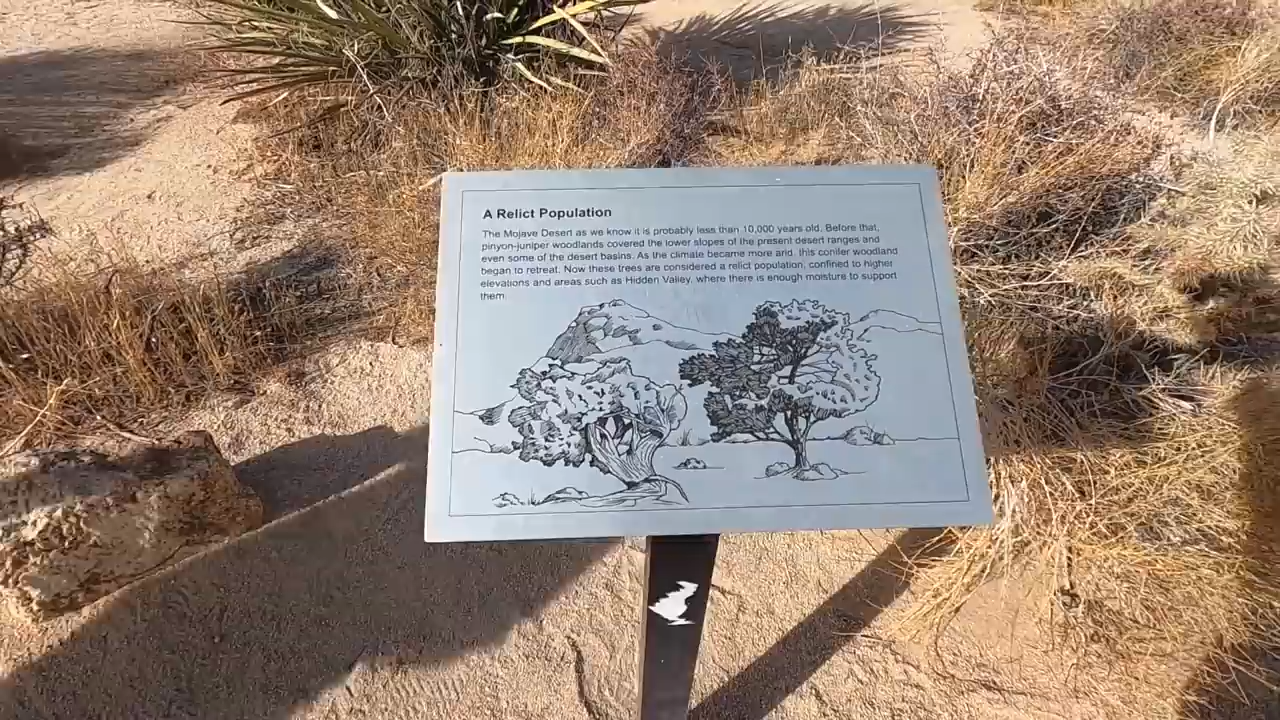 A Relict Population
The Mojave Desert as we know it is probably less than 10,000 years old. Before that,
pinyon-juniper woodlands covered the lower slopes of the present desert ranges and
even some of the desert basins. As the climate became more arid, this conifer woodland
began to retreat. Now these trees are considered a relict population, confined to higher
elevations and areas such as Hidden Valley, where there is enough moisture to support
them.